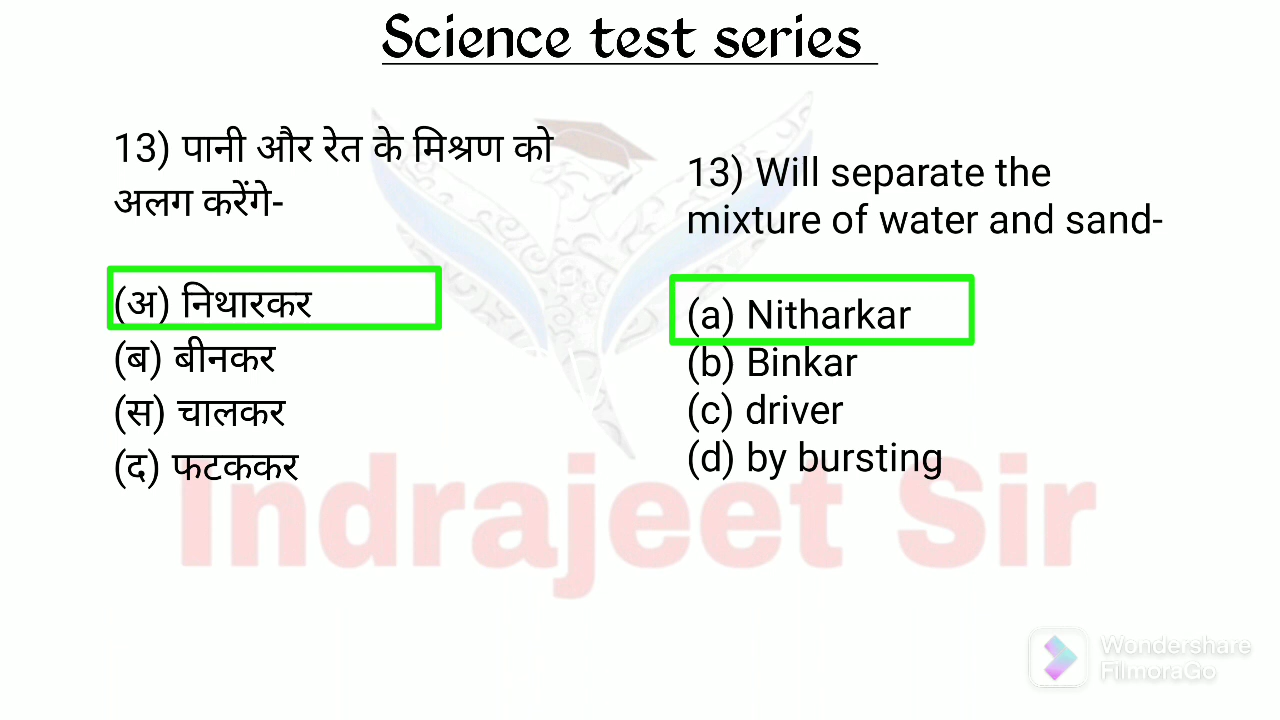 Science test series
13) पानी और रेत के मिश्रण को
अलग करेंगे-
(अ) निथारकर
(ब) बीनकर
(स) चालकर
(द) फटककर
13) Will separate the
mixture of water and sand-
(a) Nitharkar
(b) Binkar
(c) driver
(d) by bursting
Indrajeet Sir
Wondershare
FilmoraGo